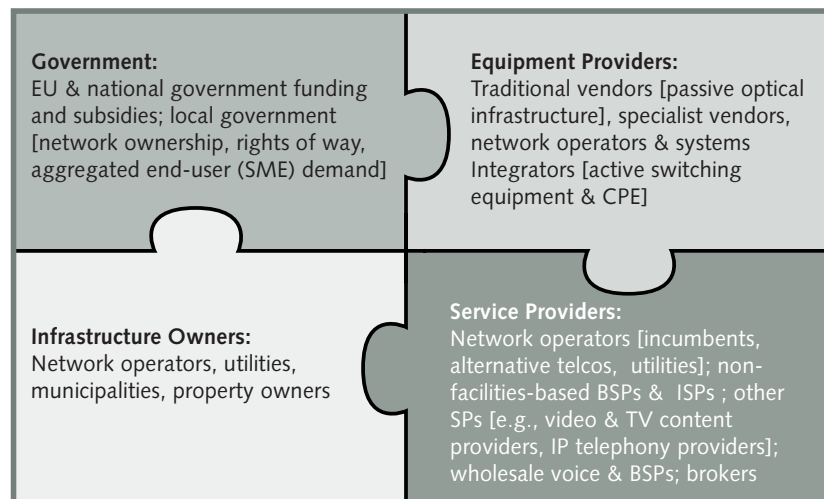 Government:
EU & national government funding
and subsidies; local government
[network ownership, rights of way,
aggregated end-user (SME) demand]
Equipment Providers:
Traditional vendors [passive optical
infrastructure], specialist vendors,
network operators & systems
Integrators [active switching
equipment & CPE]
Infrastructure Owners:
Network operators, utilities,
municipalities, property owners
Service Providers:
Network operators [incumbents,
alternative telcos, utilities]; non-
facilities-based BSPs & ISPs ; other
SPs [e.g., video & TV content
providers, IP telephony providers];
wholesale voice & BSPs; brokers